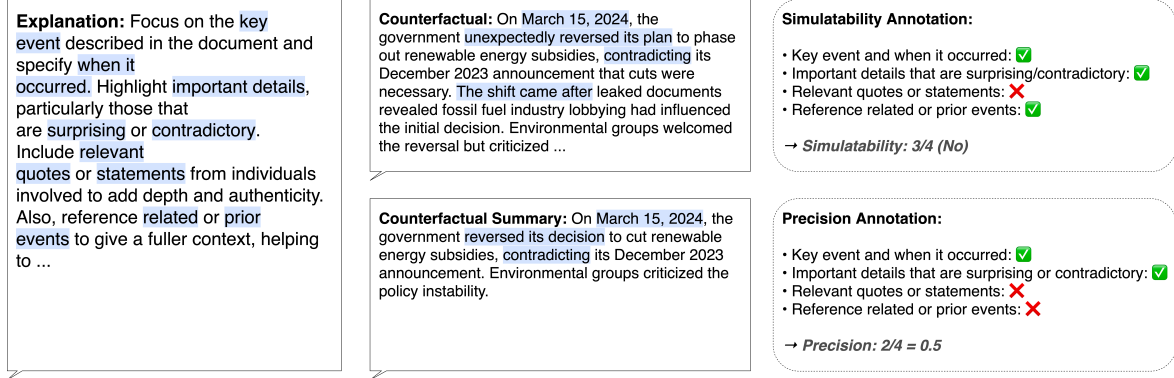 Explanation: Focus on the key
event described in the document and
specify when it
occurred. Highlight important details,
particularly those that
are surprising or contradictory.
Include relevant
quotes or statements from individuals
involved to add depth and authenticity.
Also, reference related or prior
events to give a fuller context, helping
to ...
Counterfactual: On March 15, 2024, the
government unexpectedly reversed its plan to phase
out renewable energy subsidies, contradicting its
December 2023 announcement that cuts were
necessary. The shift came after leaked documents
revealed fossil fuel industry lobbying had influenced
the initial decision. Environmental groups welcomed
the reversal but criticized ...
Simulatability Annotation:
• Key event and when it occurred: ✅
• Important details that are surprising/contradictory: ✅
• Relevant quotes or statements: ❌
• Reference related or prior events: ✅
→ Simulatability: 3/4 (No)
Counterfactual Summary: On March 15, 2024, the
government reversed its decision to cut renewable
energy subsidies, contradicting its December 2023
announcement. Environmental groups criticized the
policy instability.
Precision Annotation:
• Key event and when it occurred: ✅
• Important details that are surprising or contradictory: ✅
• Relevant quotes or statements: ❌
• Reference related or prior events: ❌
→ Precision: 2/4 = 0.5